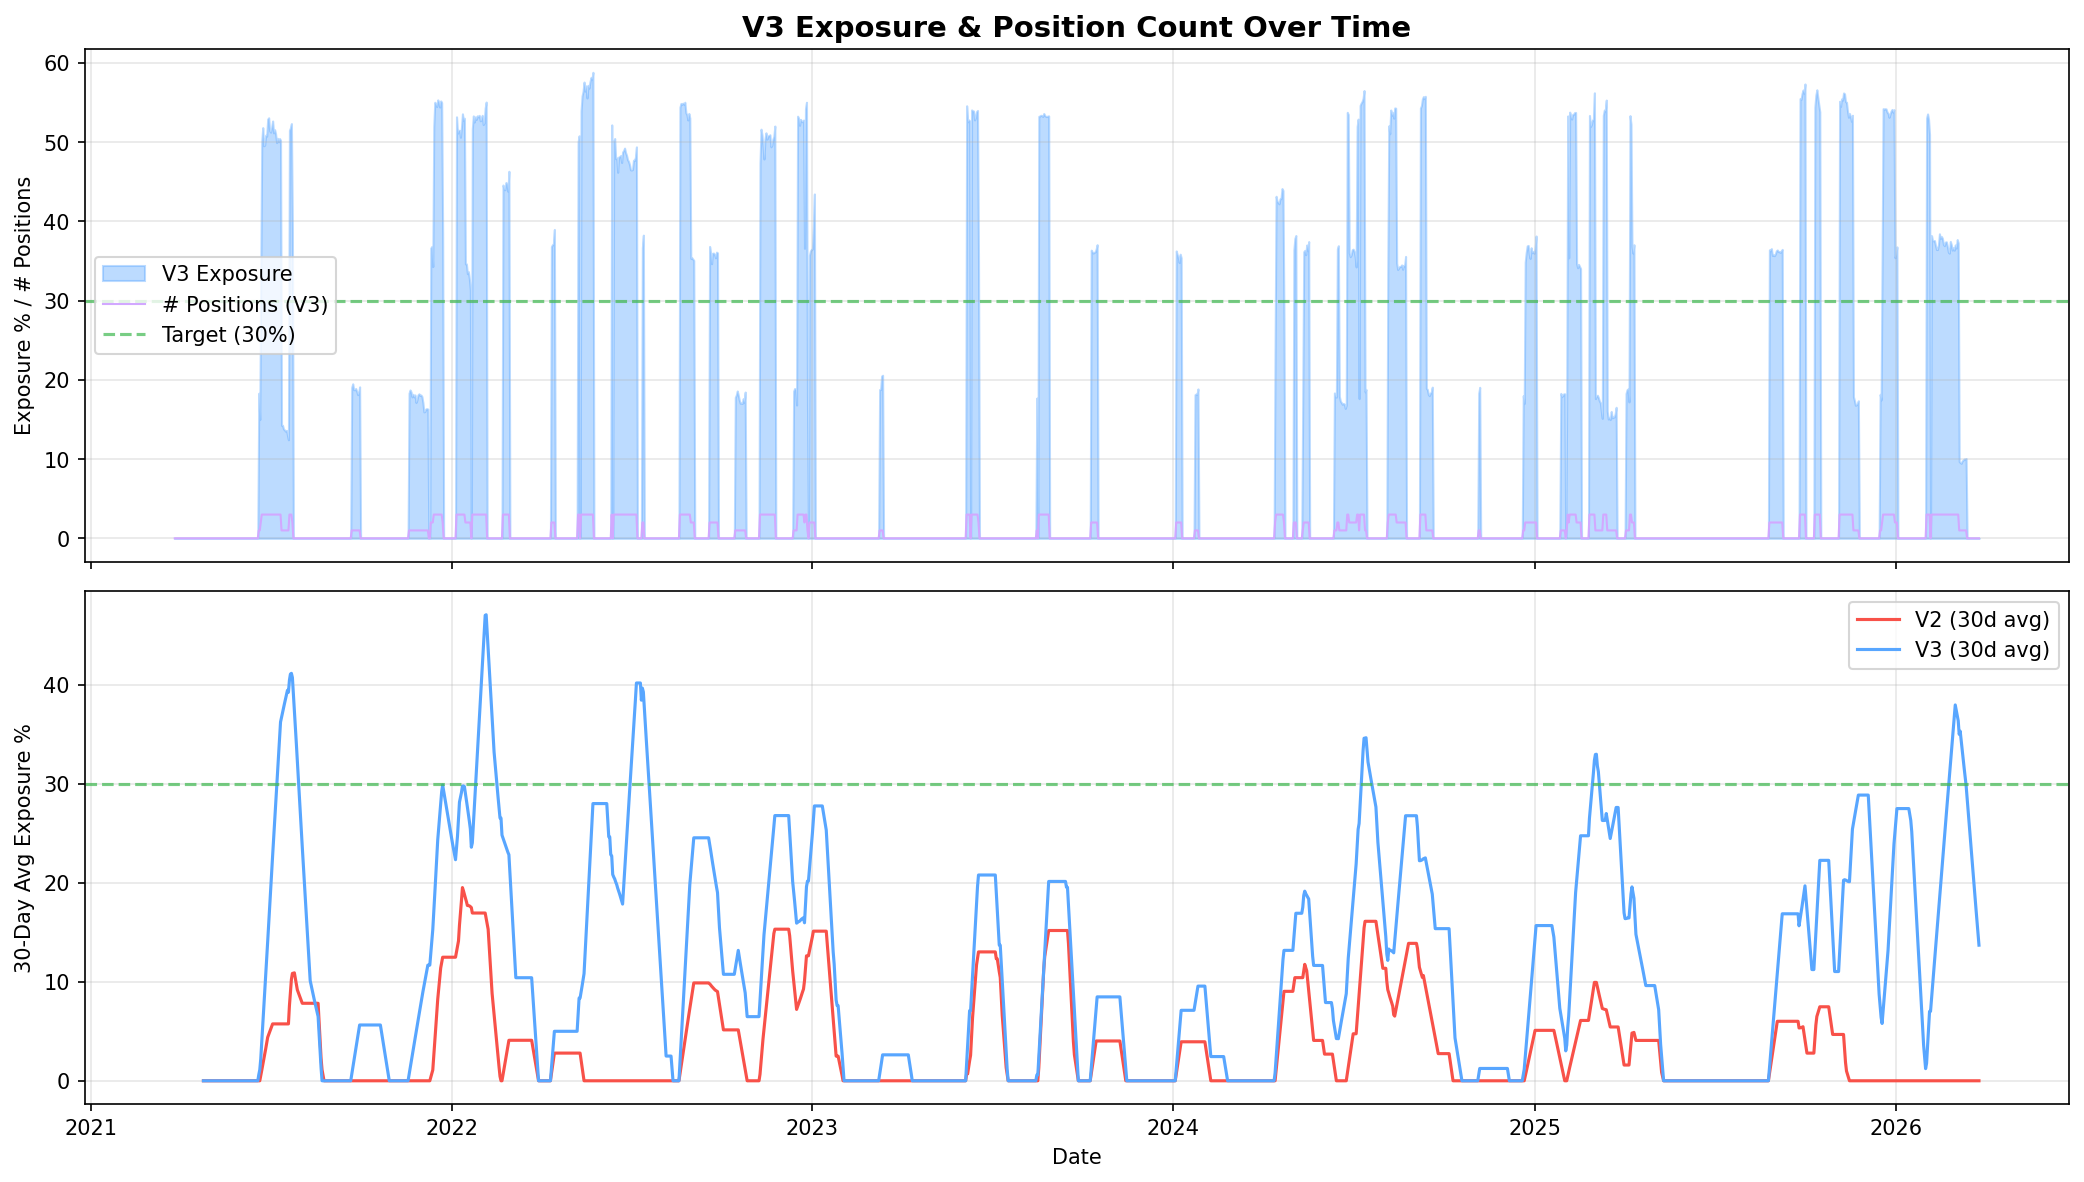 V3 Exposure & Position Count Over Time
Exposure % / # Positions
60
50
40
30
20
10
0
V3 Exposure
# Positions (V3)
Target (30%)
30-Day Avg Exposure %
40
30
20
10
0
V2 (30d avg)
V3 (30d avg)
2021 2022 2023 2024 2025 2026
Date